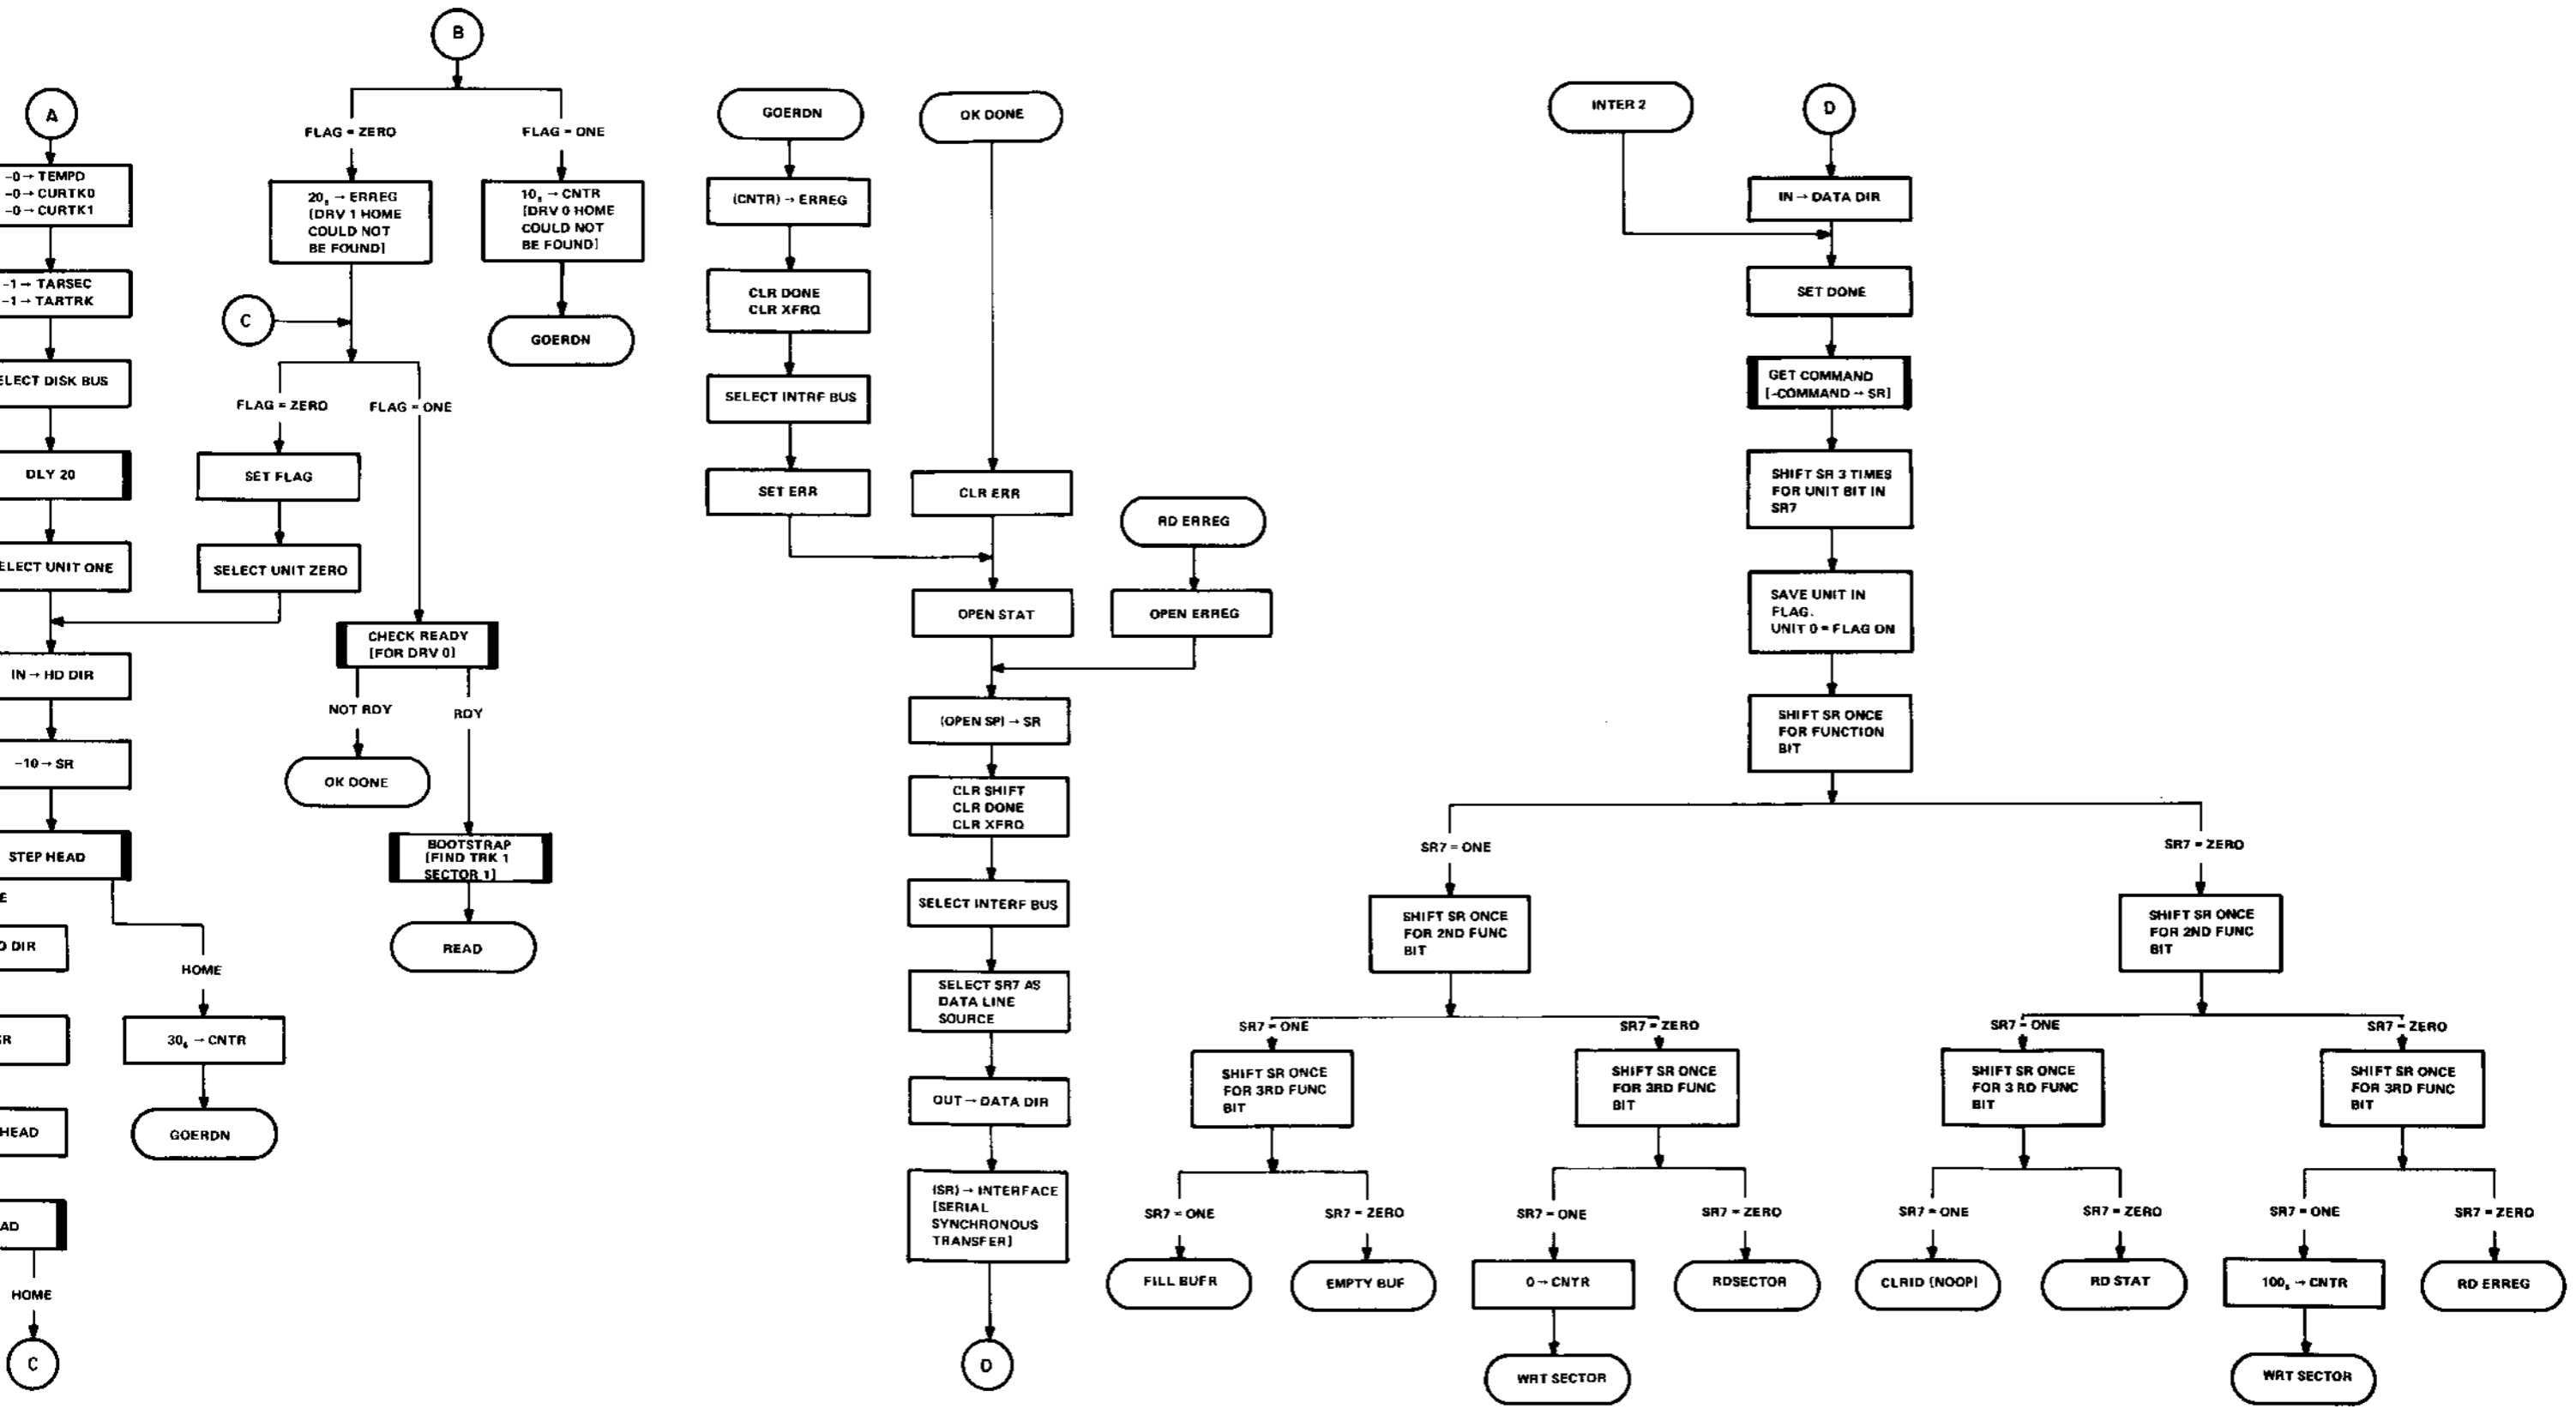 A
-0 → TEMPD
-0 → CURTK0
-0 → CURTK1
-1 → TARSEC
-1 → TARTRK
ELECT DISK BUS
DLY 20
ELECT UNIT ONE
IN → HD DIR
-10 → SR
STEP HEAD
E
D DIR
SR
HEAD
AD
HOME
C
HOME
30₈ → CNTR
GOERDN
B
FLAG = ZERO
FLAG = ONE
20₈ → ERREG
[DRV 1 HOME
COULD NOT
BE FOUND]
10₈ → CNTR
[DRV 0 HOME
COULD NOT
BE FOUND]
GOERDN
C
FLAG = ZERO
FLAG = ONE
SET FLAG
SELECT UNIT ZERO
CHECK READY
[FOR DRV 0]
NOT RDY
RDY
OK DONE
BOOTSTRAP
[FIND TRK 1
SECTOR 1]
READ
GOERDN
(CNTR) → ERREG
CLR DONE
CLR XFRQ
SELECT INTRF BUS
SET ERR
OK DONE
CLR ERR
RD ERREG
OPEN STAT
OPEN ERREG
(OPEN SP) → SR
CLR SHIFT
CLR DONE
CLR XFRQ
SELECT INTERF BUS
SELECT SR7 AS
DATA LINE
SOURCE
OUT → DATA DIR
(SR) → INTERFACE
[SERIAL
SYNCHRONOUS
TRANSFER]
D
INTER 2
D
IN → DATA DIR
SET DONE
GET COMMAND
[-COMMAND → SR]
SHIFT SR 3 TIMES
FOR UNIT BIT IN
SR7
SAVE UNIT IN
FLAG.
UNIT 0 = FLAG ON
SHIFT SR ONCE
FOR FUNCTION
BIT
SR7 = ONE
SR7 = ZERO
SHIFT SR ONCE
FOR 2ND FUNC
BIT
SHIFT SR ONCE
FOR 2ND FUNC
BIT
SR7 = ONE
SR7 = ZERO
SR7 = ONE
SR7 = ZERO
SHIFT SR ONCE
FOR 3RD FUNC
BIT
SHIFT SR ONCE
FOR 3RD FUNC
BIT
SHIFT SR ONCE
FOR 3 RD FUNC
BIT
SHIFT SR ONCE
FOR 3RD FUNC
BIT
SR7 = ONE
SR7 = ZERO
SR7 = ONE
SR7 = ZERO
SR7 = ONE
SR7 = ZERO
SR7 = ONE
SR7 = ZERO
FILL BUFR
EMPTY BUF
0 → CNTR
RDSECTOR
CLRID (NOOP)
RD STAT
100₈ → CNTR
RD ERREG
WRT SECTOR
WRT SECTOR